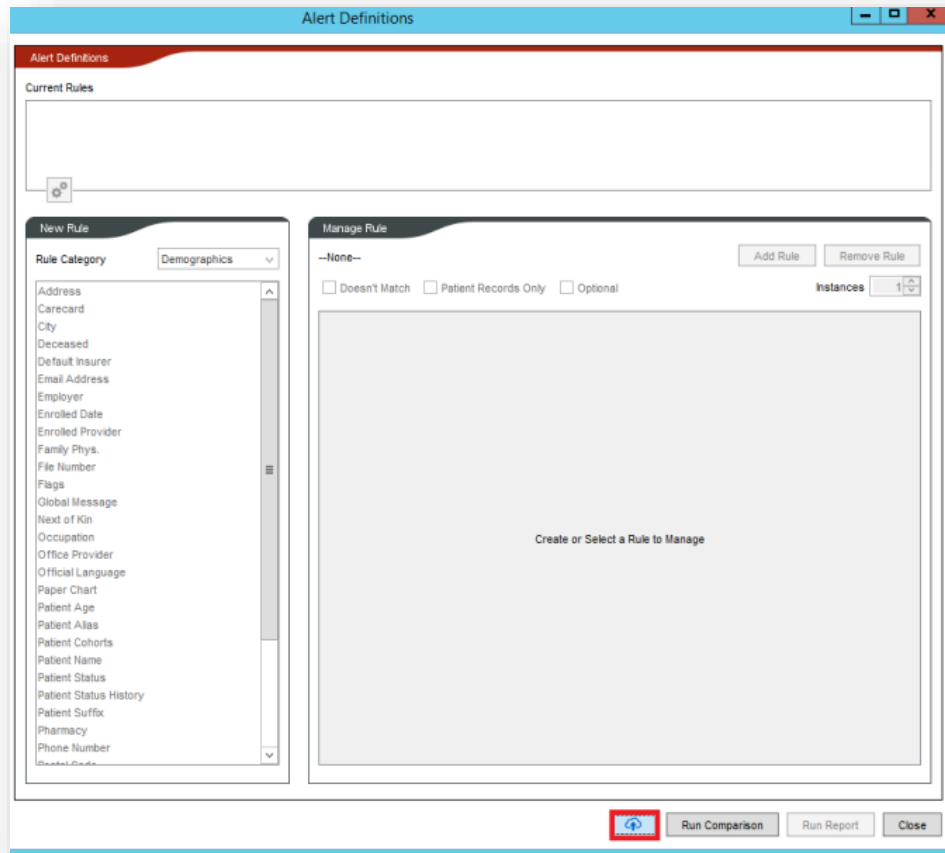 Alert Definitions
Alert Definitions
Current Rules
New Rule
Rule Category Demographics
Address
Carecard
City
Deceased
Default Insurer
Email Address
Employer
Enrolled Date
Enrolled Provider
Family Phys.
File Number
Flags
Global Message
Next of Kin
Occupation
Office Provider
Official Language
Paper Chart
Patient Age
Patient Alias
Patient Cohorts
Patient Name
Patient Status
Patient Status History
Patient Suffix
Pharmacy
Phone Number
Manage Rule
--None-- Add Rule Remove Rule
Doesn't Match Patient Records Only Optional Instances 1
Create or Select a Rule to Manage
Run Comparison Run Report Close